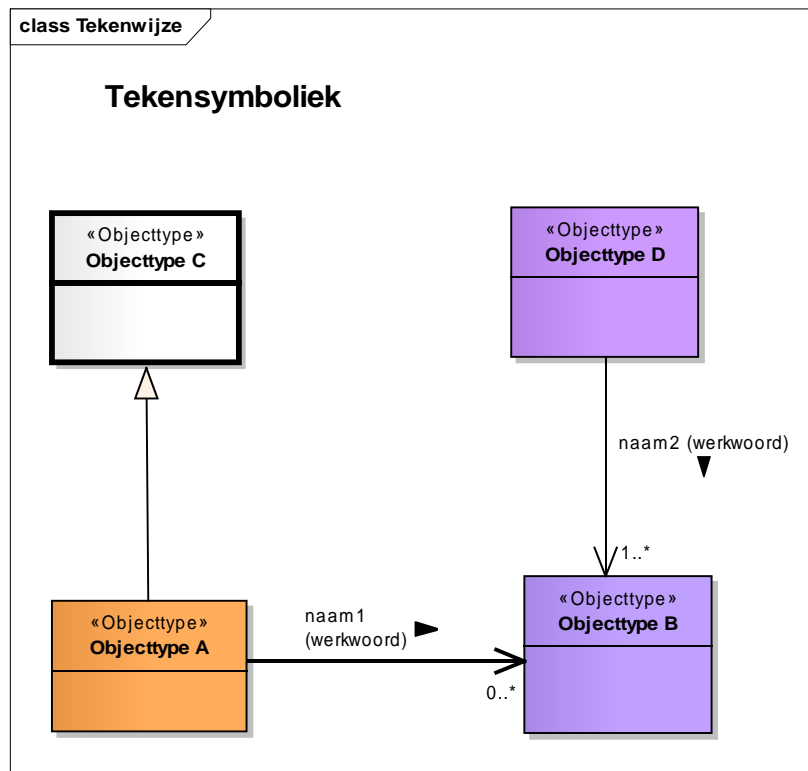 class Tekenwijze
Tekensymboliek
«Objecttype»
Objecttype C
«Objecttype»
Objecttype D
naam2 (werkwoord)
1..*
«Objecttype»
Objecttype A
naam1
(werkwoord)
0..*
«Objecttype»
Objecttype B